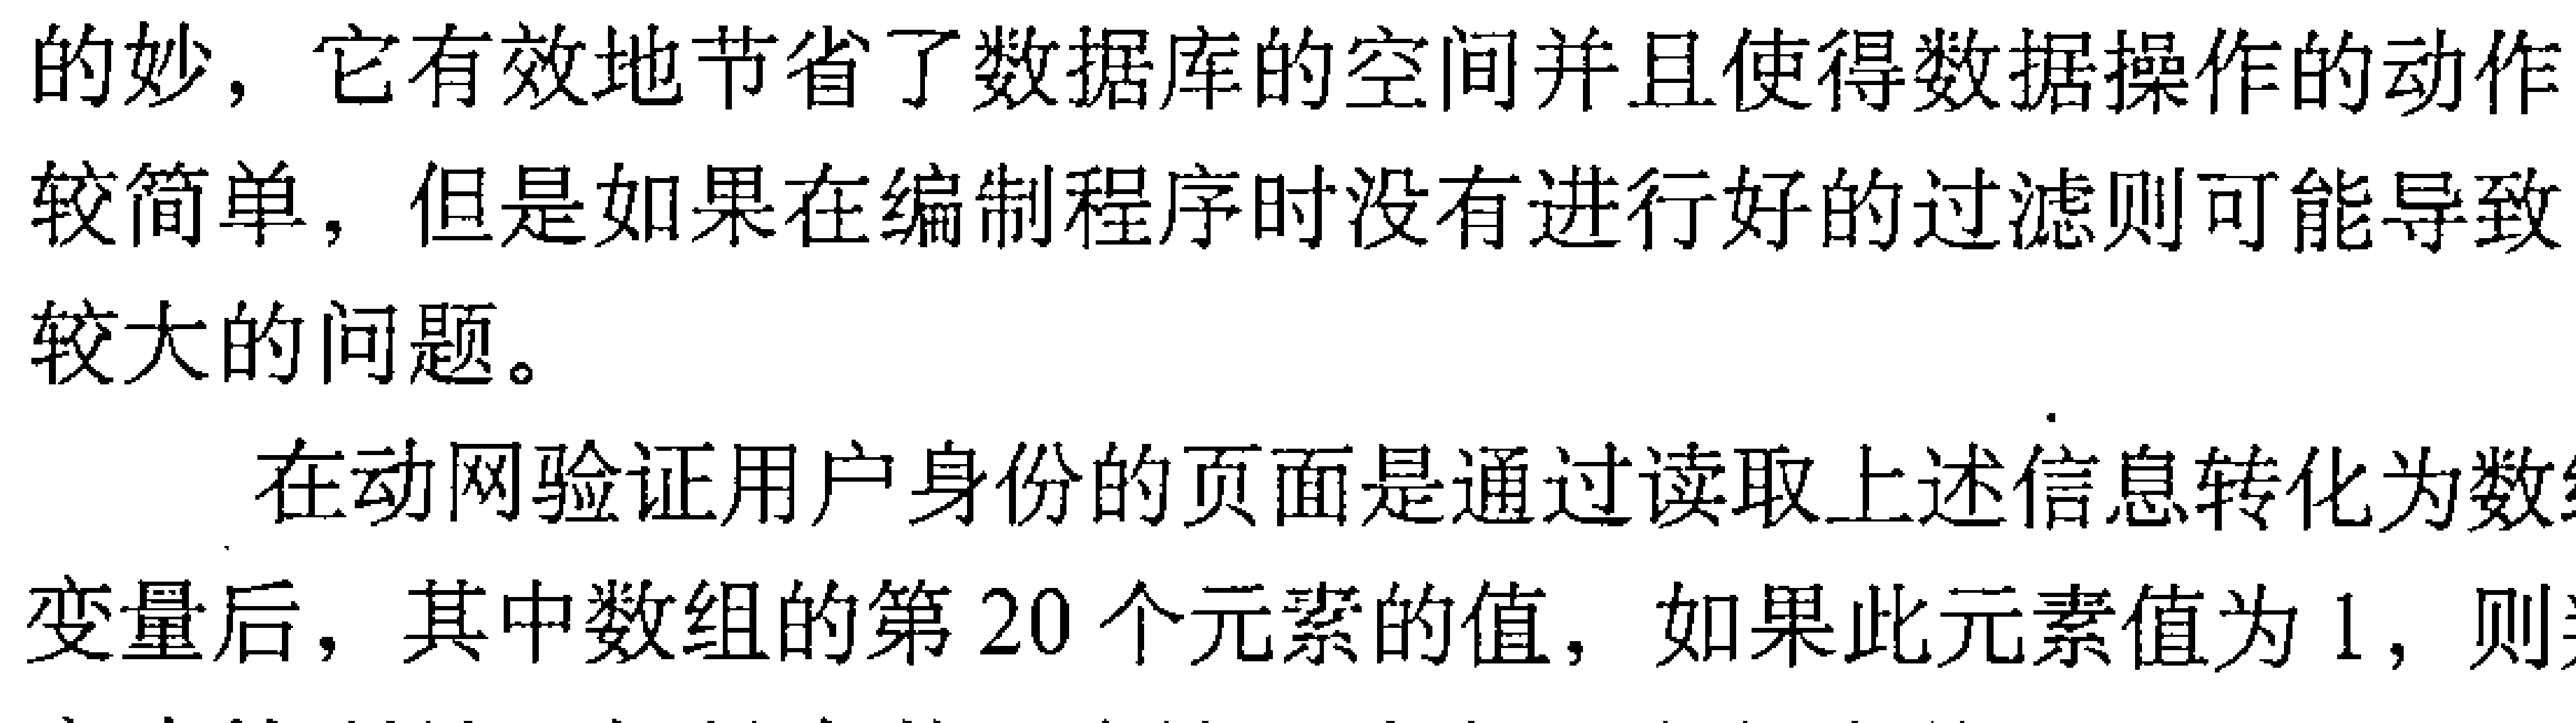 的妙，它有效地节省了数据库的空间并且使得数据操作的动作
较简单，但是如果在编制程序时没有进行好的过滤则可能导致
较大的问题。
在动网验证用户身份的页面是通过读取上述信息转化为数
变量后，其中数组的第 20 个元素的值，如果此元素值为 1，则